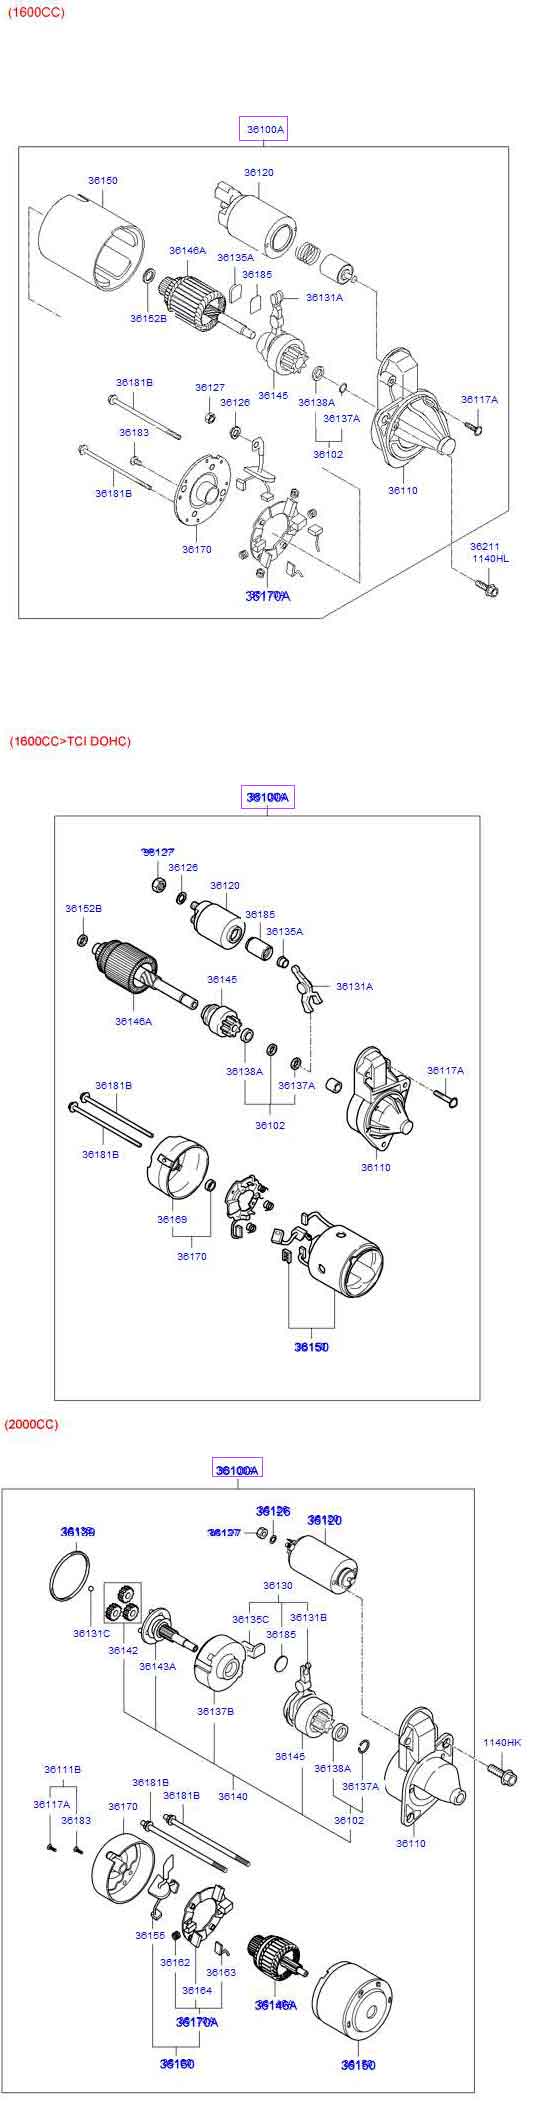 (1600CC)
36100A
36150
36120
36146A
36135A
36185
36131A
36152B
36181B
36127
36126
36145
36138A
36137A
36117A
36183
36102
36181B
36110
36170
36211
1140HL
36170A
(1600CC>TCI DOHC)
36100A
36127
36126
36120
36152B
36185
36135A
36145
36131A
36146A
36138A
36137A
36117A
36181B
36181B
36102
36110
36169
36170
36150
(2000CC)
36100A
36126
36120
36139
36127
36130
36135C
36131B
36131C
36185
36142
36143A
36137B
1140HK
36145
36138A
36111B
36181B
36137A
36181B
36140
36117A
36170
36183
36102
36110
36155
36162
36163
36164
36146A
36170A
36160
36150